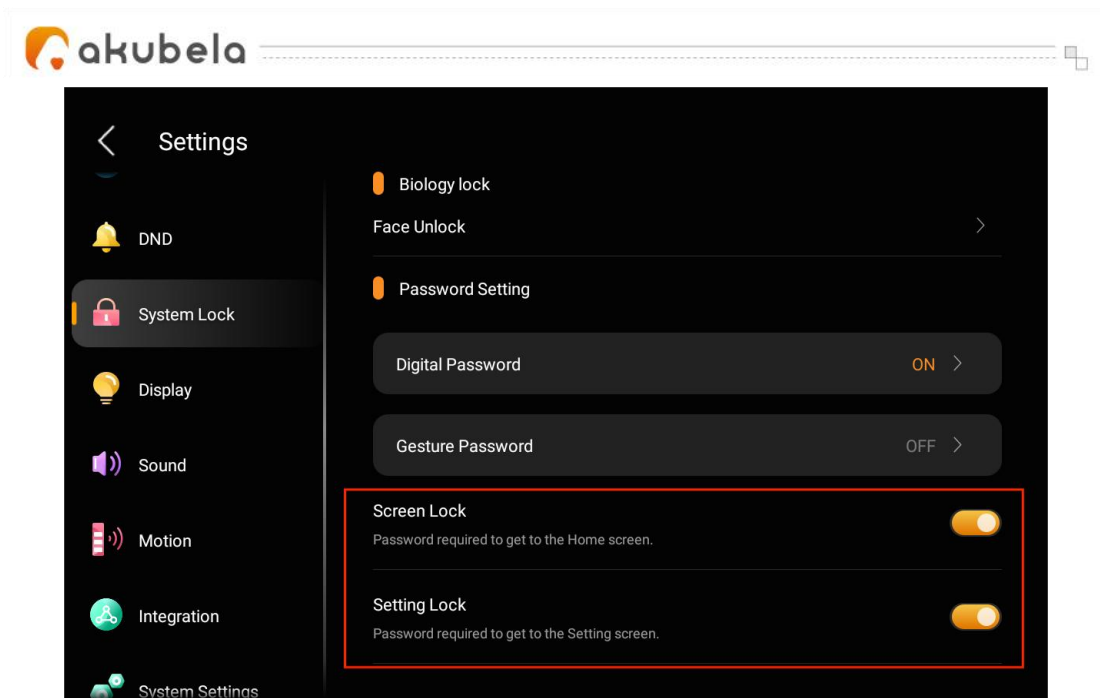 akubela
Settings
DND
System Lock
Display
Sound
Motion
Integration
System Settings
Biology lock
Face Unlock
Password Setting
Digital Password ON
Gesture Password OFF
Screen Lock
Password required to get to the Home screen.
Setting Lock
Password required to get to the Setting screen.